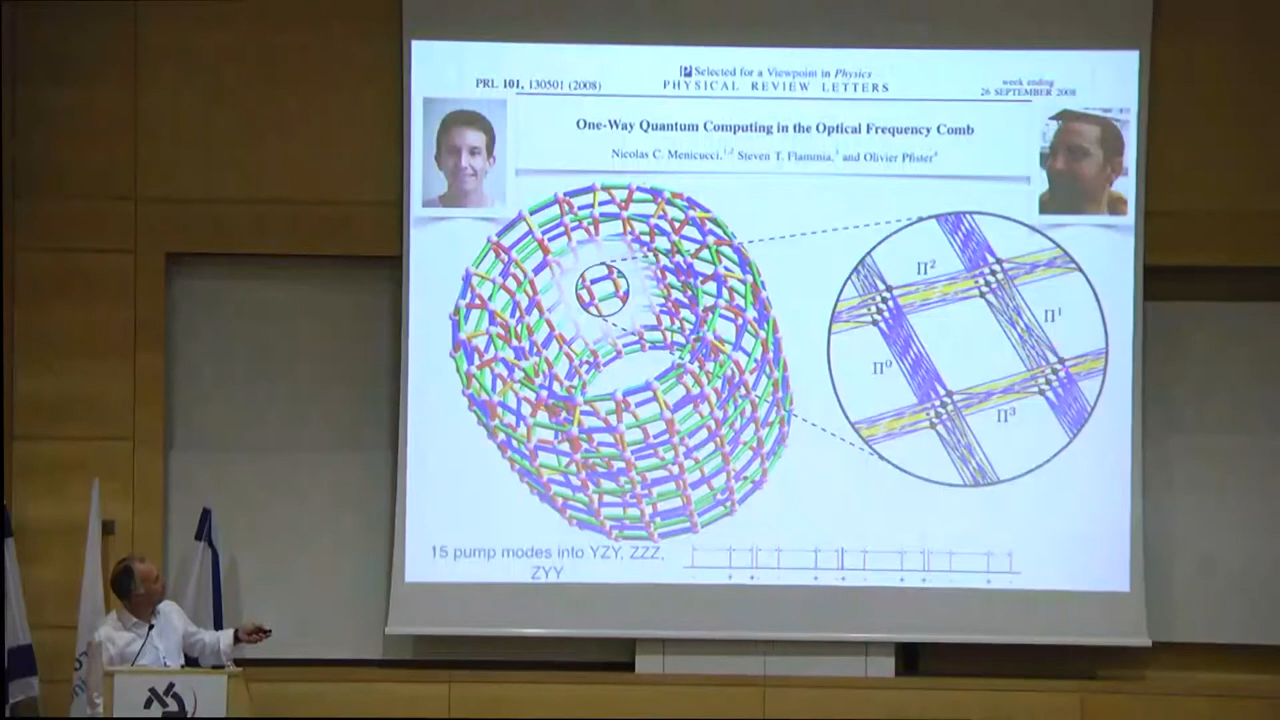 Selected for a Viewpoint in Physics
PRL 101, 130501 (2008)
PHYSICAL REVIEW LETTERS
week ending
26 SEPTEMBER 2008
One-Way Quantum Computing in the Optical Frequency Comb
Nicolas C. Menicucci,1,2 Steven T. Flammia,3 and Olivier Pfister4
Π2
Π1
Π0
Π3
15 pump modes into YZY, ZZZ,
ZYY